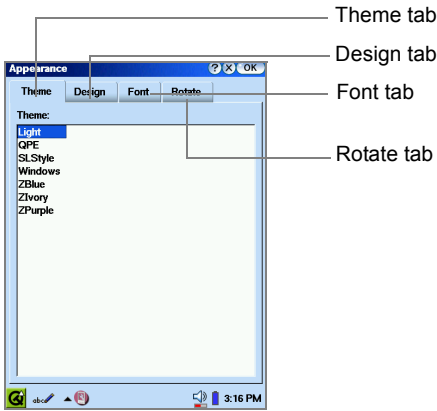 Theme tab
Design tab
Font tab
Rotate tab
Appearance ? X OK
Theme Design Font Rotate
Theme:
Light
QPE
SLStyle
Windows
ZBlue
ZIvory
ZPurple
abc 3:16 PM